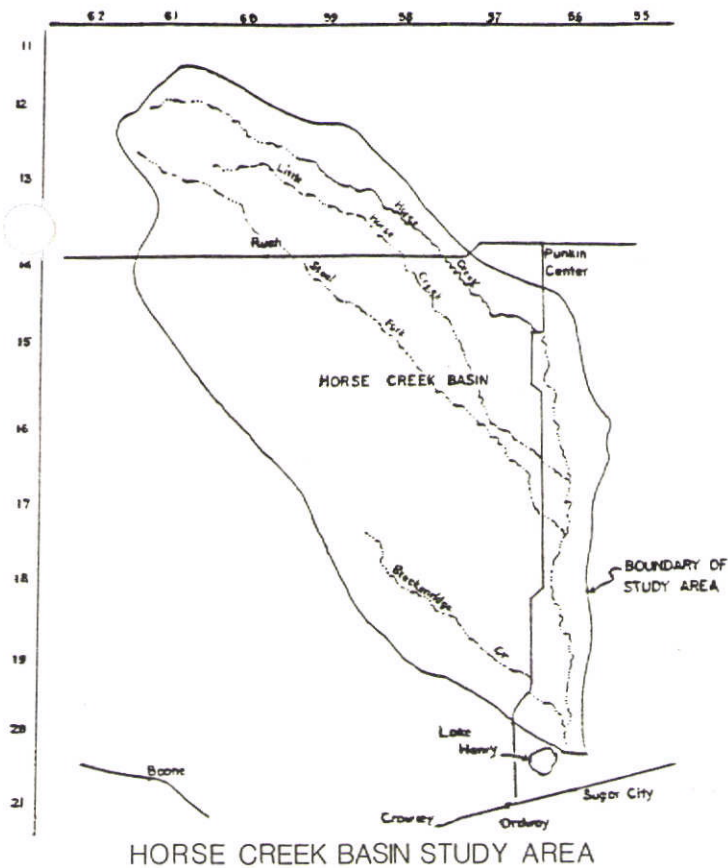 62 61 60 59 58 57 56 55
11
12
13
14
15
16
17
18
19
20
21
Little
Horse
Creek
Horse
Creek
Rush
Steel
Fork
Punkin
Center
HORSE CREEK BASIN
BOUNDARY OF
STUDY AREA
Breckenridge
Cr
Lake
Henry
Boone
Sugar City
Crowley
Ordway
HORSE CREEK BASIN STUDY AREA